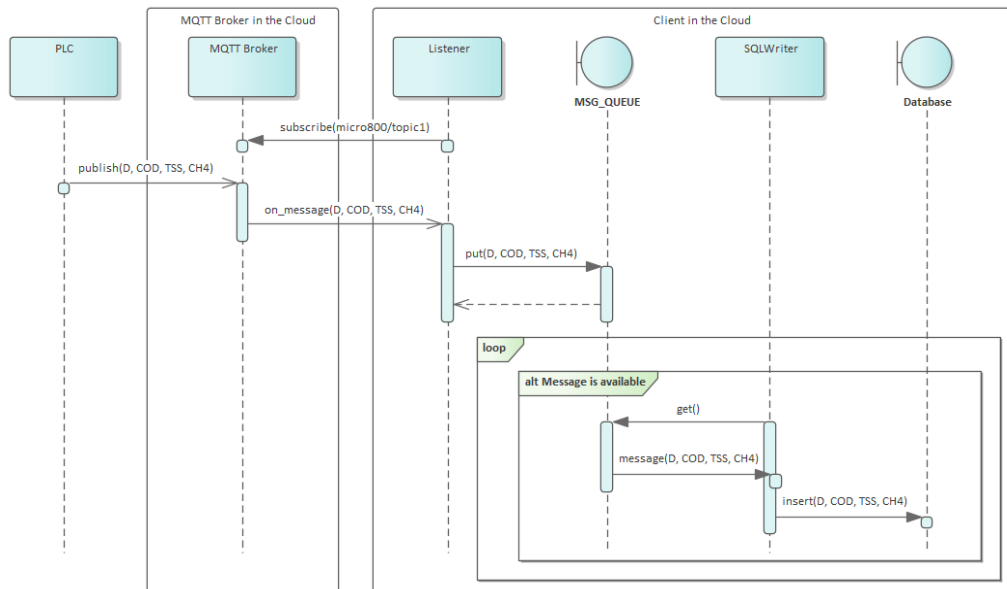 MQTT Broker in the Cloud
Client in the Cloud
PLC
MQTT Broker
Listener
SQLWriter
MSG_QUEUE
Database
subscribe(micro800/topic1)
publish(D, COD, TSS, CH4)
on_message(D, COD, TSS, CH4)
put(D, COD, TSS, CH4)
loop
alt Message is available
get()
message(D, COD, TSS, CH4)
insert(D, COD, TSS, CH4)